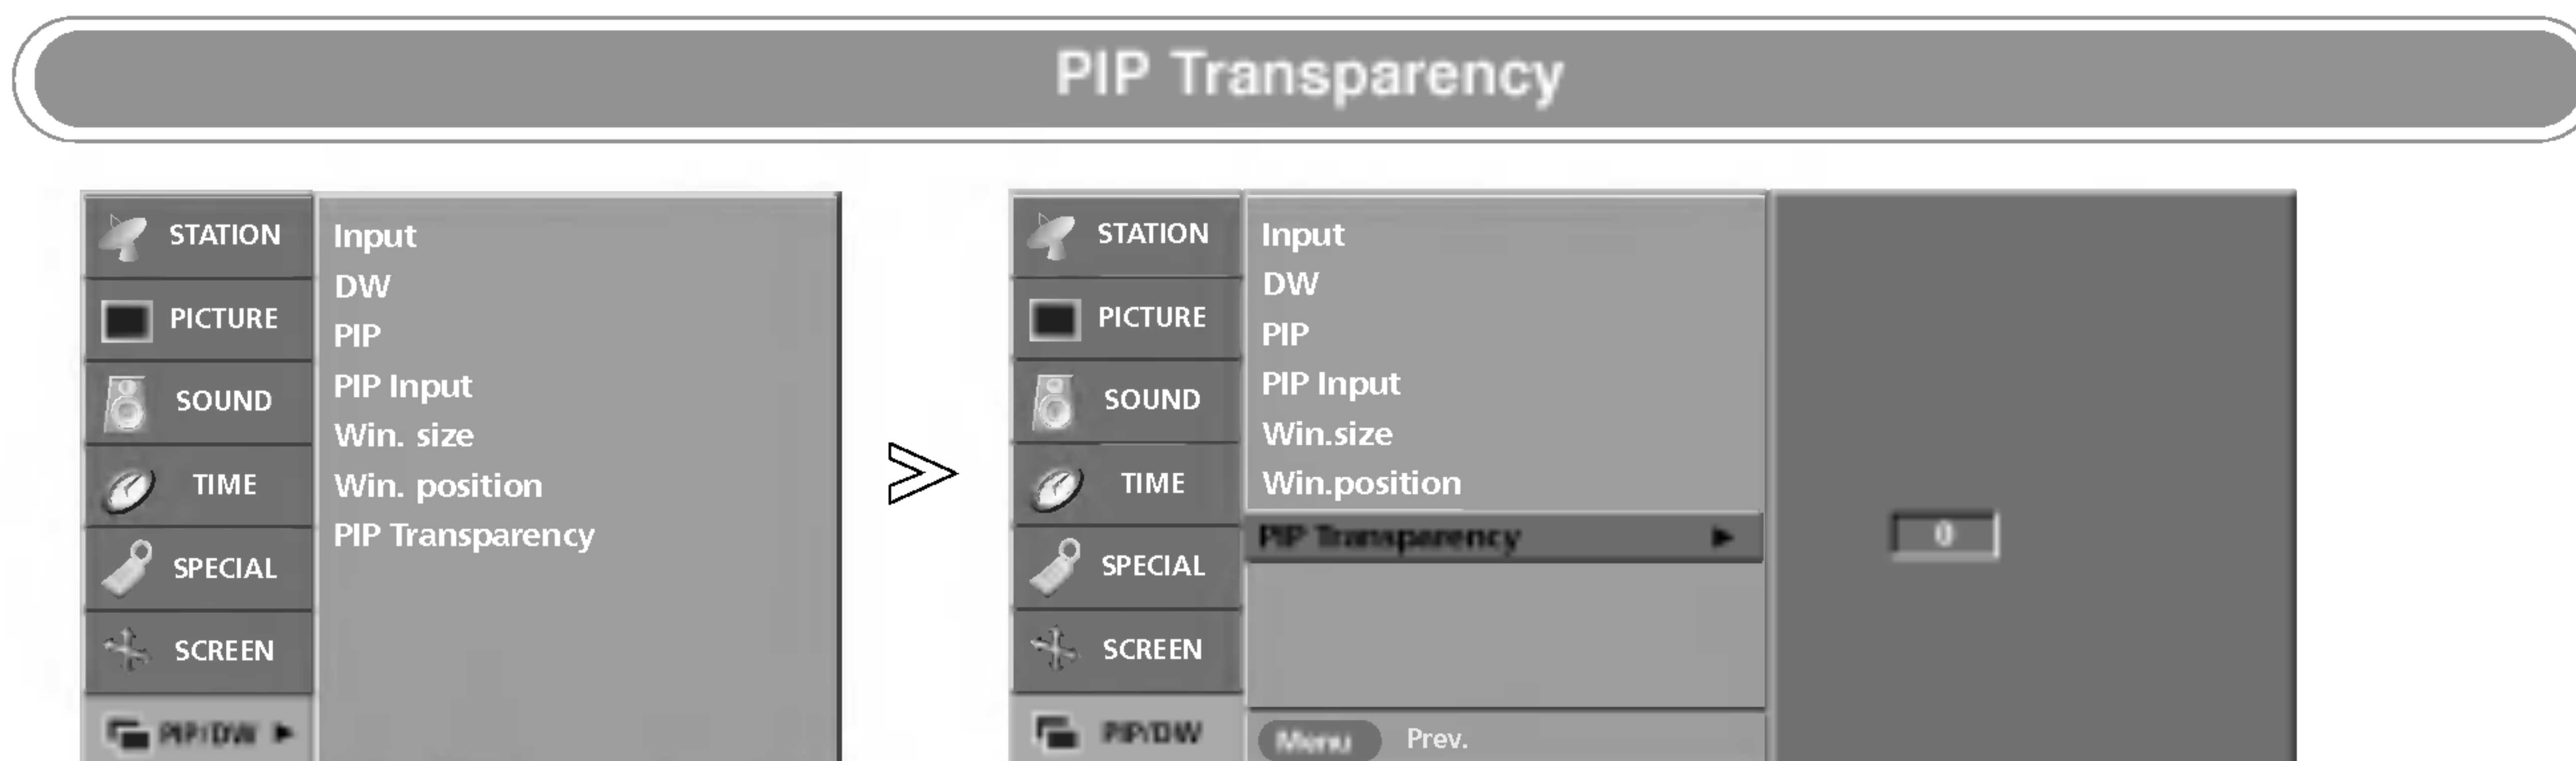 PIP Transparency
STATION
PICTURE
SOUND
TIME
SPECIAL
SCREEN
PIP/DW ►
Input
DW
PIP
PIP Input
Win. size
Win. position
PIP Transparency
STATION
PICTURE
SOUND
TIME
SPECIAL
SCREEN
PIP/DW
Input
DW
PIP
PIP Input
Win.size
Win.position
PIP Transparency ►
Menu Prev.
0